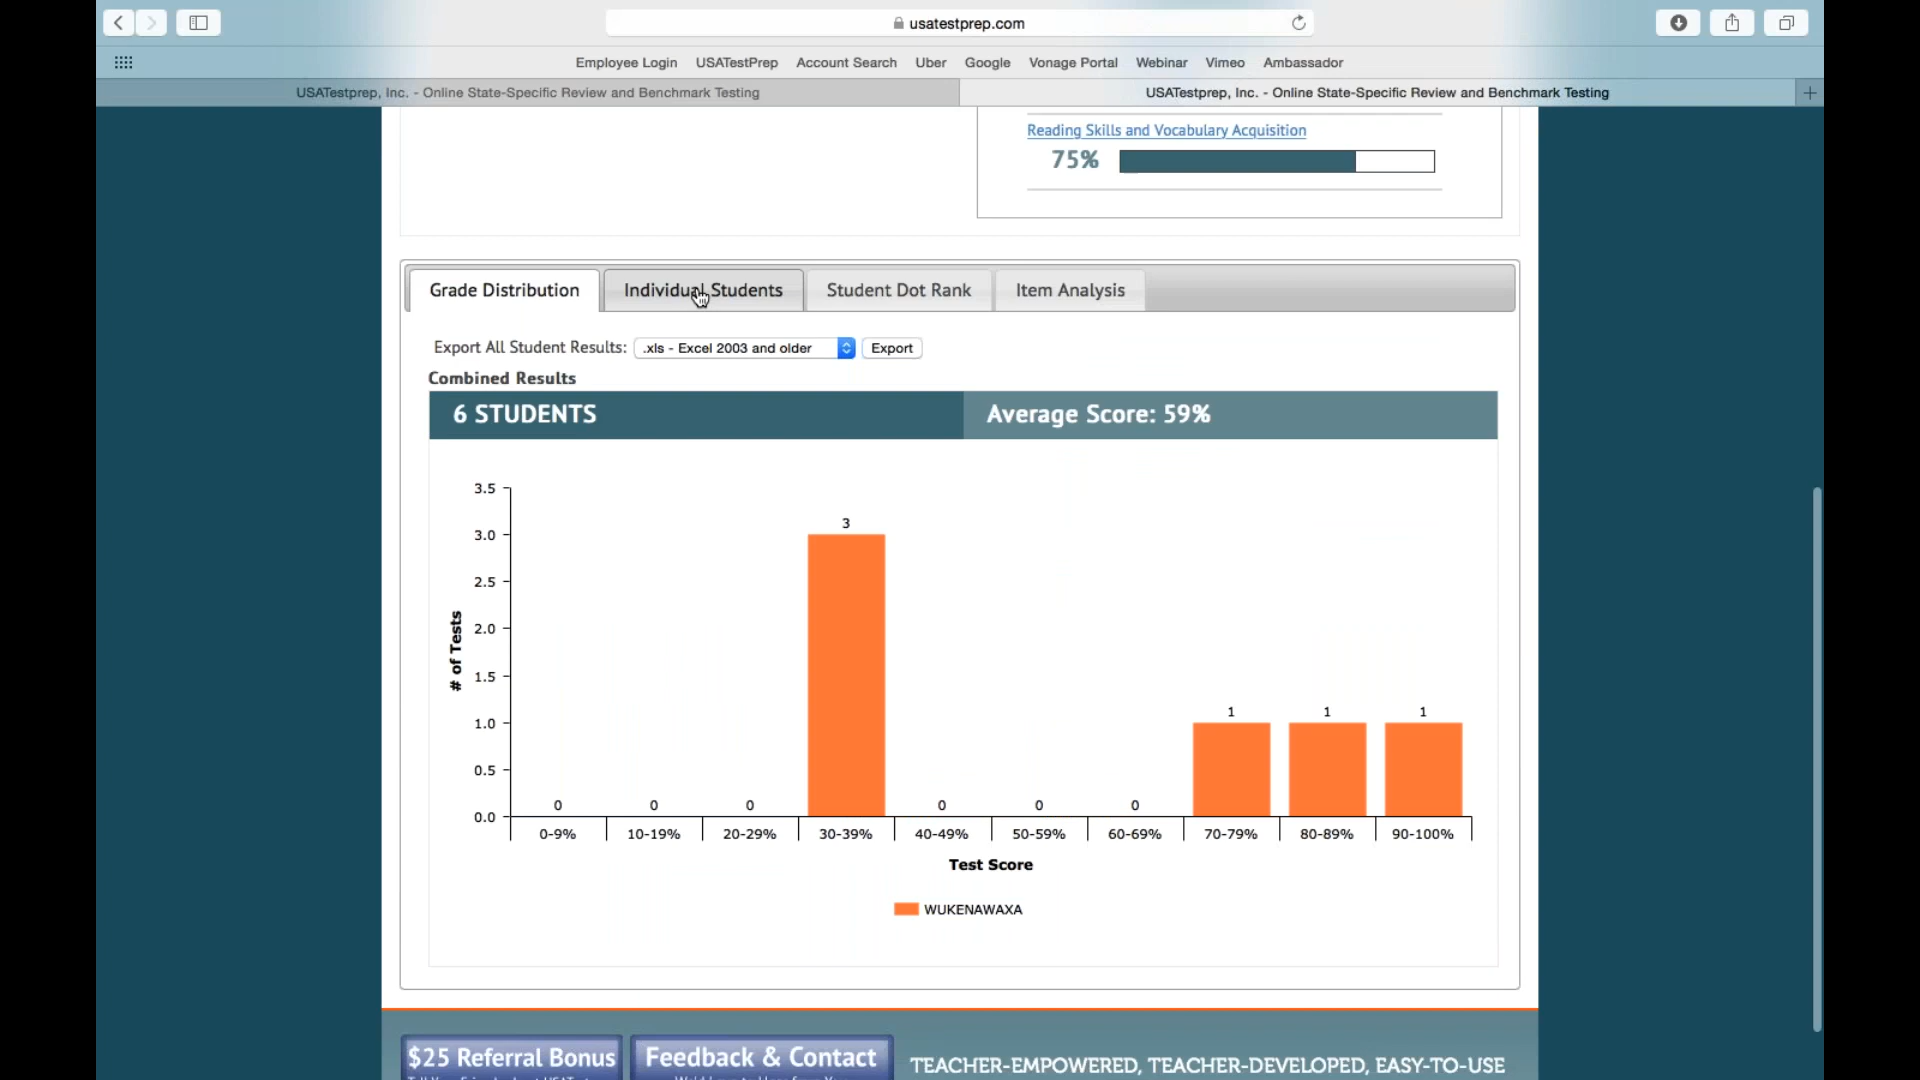 usatestprep.com
Employee Login USATestPrep Account Search Uber Google Vonage Portal Webinar Vimeo Ambassador
USATestprep, Inc. - Online State-Specific Review and Benchmark Testing
USATestprep, Inc. - Online State-Specific Review and Benchmark Testing
Reading Skills and Vocabulary Acquisition
75%
Grade Distribution Individual Students Student Dot Rank Item Analysis
Export All Student Results: .xls - Excel 2003 and older Export
Combined Results
6 STUDENTS Average Score: 59%
3.5
3.0
2.5
2.0
1.5
1.0
0.5
0.0
# of Tests
0 0 0 3 0 0 0 1 1 1
0-9% 10-19% 20-29% 30-39% 40-49% 50-59% 60-69% 70-79% 80-89% 90-100%
Test Score
WUKENAWAXA
$25 Referral Bonus Feedback & Contact TEACHER-EMPOWERED, TEACHER-DEVELOPED, EASY-TO-USE